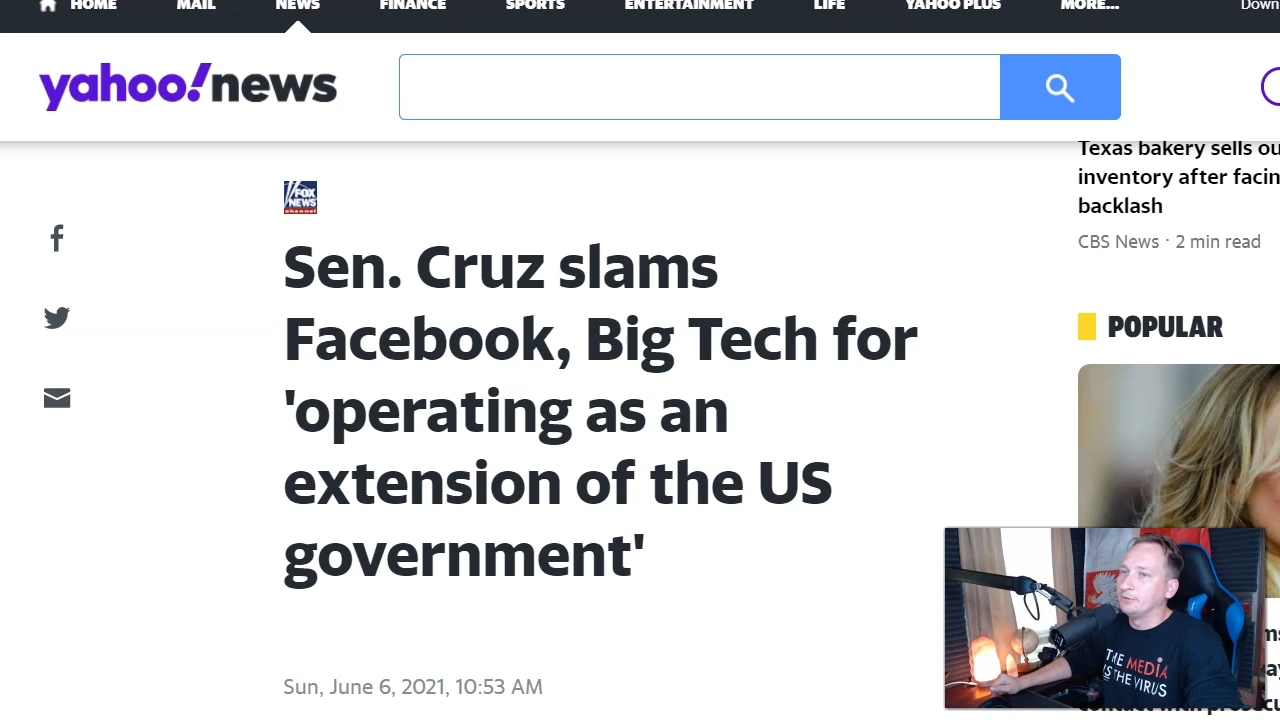 HOME MAIL NEWS FINANCE SPORTS ENTERTAINMENT LIFE YAHOO PLUS MORE...
yahoo!news
Texas bakery sells
inventory after
backlash
CBS News · 2 min read
FOX
NEWS
channel
Sen. Cruz slams
Facebook, Big Tech for
'operating as an
extension of the US
government'
Sun, June 6, 2021, 10:53 AM
POPULAR
THE MEDIA
IS THE VIRUS